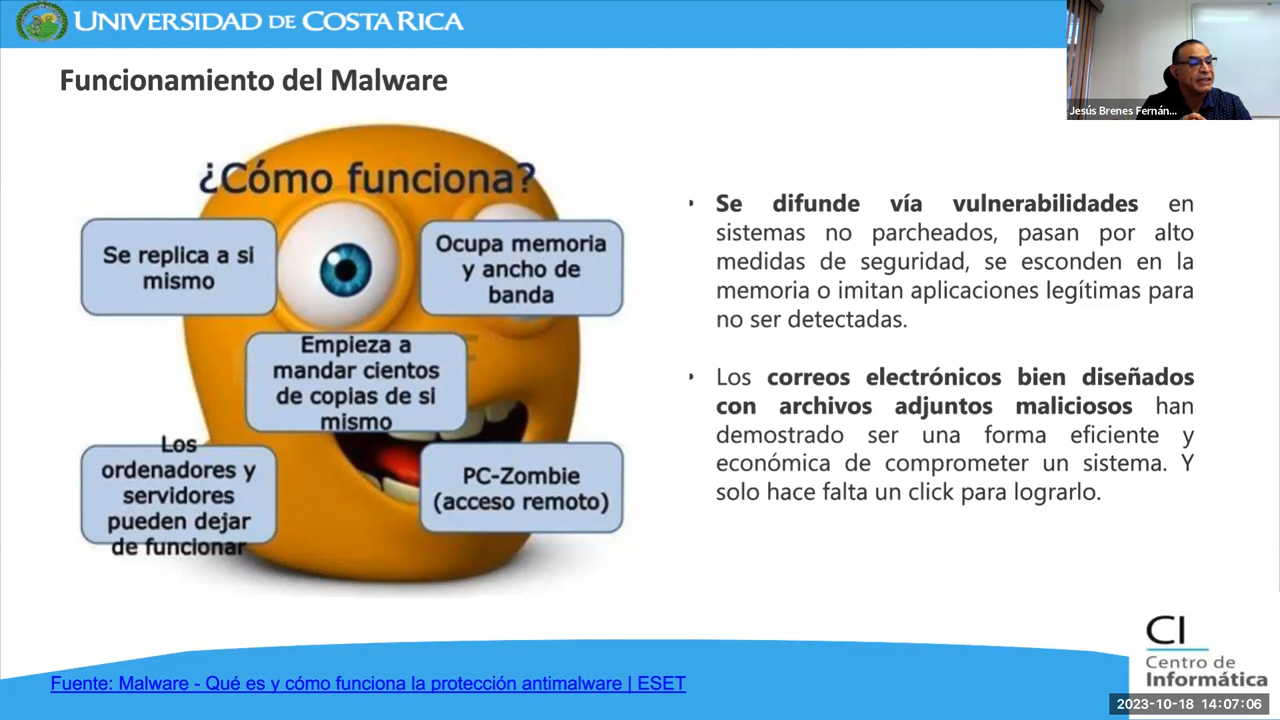 UNIVERSIDAD DE COSTA RICA
Jesús Brenes Fernán...
Funcionamiento del Malware
¿Cómo funciona?
Se replica a si
mismo
Ocupa memoria
y ancho de
banda
Empieza a
mandar cientos
de copias de si
mismo
Los
ordenadores y
servidores
pueden dejar
de funcionar
PC-Zombie
(acceso remoto)
• Se difunde vía vulnerabilidades en
sistemas no parcheados, pasan por alto
medidas de seguridad, se esconden en la
memoria o imitan aplicaciones legítimas para
no ser detectadas.
• Los correos electrónicos bien diseñados
con archivos adjuntos maliciosos han
demostrado ser una forma eficiente y
económica de comprometer un sistema. Y
solo hace falta un click para lograrlo.
Fuente: Malware - Qué es y cómo funciona la protección antimalware | ESET
CI
Centro de
Informática
2023-10-18 14:07:06